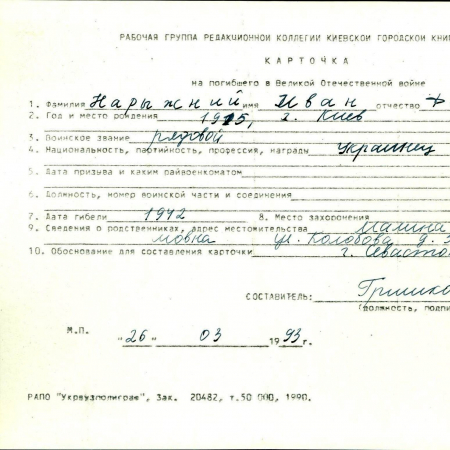 РАБОЧАЯ ГРУППА РЕДАКЦИОННОЙ КОЛЛЕГИИ КИЕВСКОЙ ГОРОДСКОЙ КНИ
КАРТОЧКА
на погибшего в Великой Отечественной войне
1. Фамилия Нарыжний имя Иван отчество
2. Год и место рождения 1915, г. Киев
3. Воинское звание рядовой
4. Национальность, партийность, профессия, награды украинец
5. Дата призыва и каким райвоенкоматом
6. Должность, номер воинской части и соединения
7. Дата гибели 1942 8. Место захоронения
9. Сведения о родственниках, адрес местожительства
мовна ул. Колобова д.
10. Обоснование для составления карточки г. Севасто
СОСТАВИТЕЛЬ: Гришко
(должность, подпи
М.П.
"26" 03 1993 г.
РАПО "Укрвузполиграф", Зак. 20482, т.50 000, 1990.